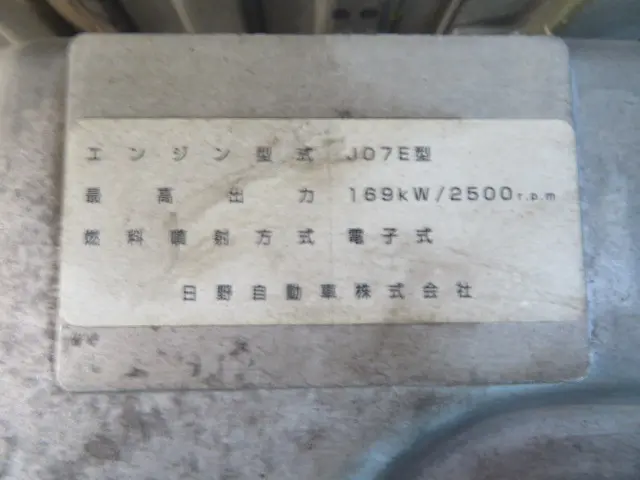 エンジン型式 J07E型
最高出力 169kW/2500r.p.m
燃料噴射方式 電子式
日野自動車株式会社